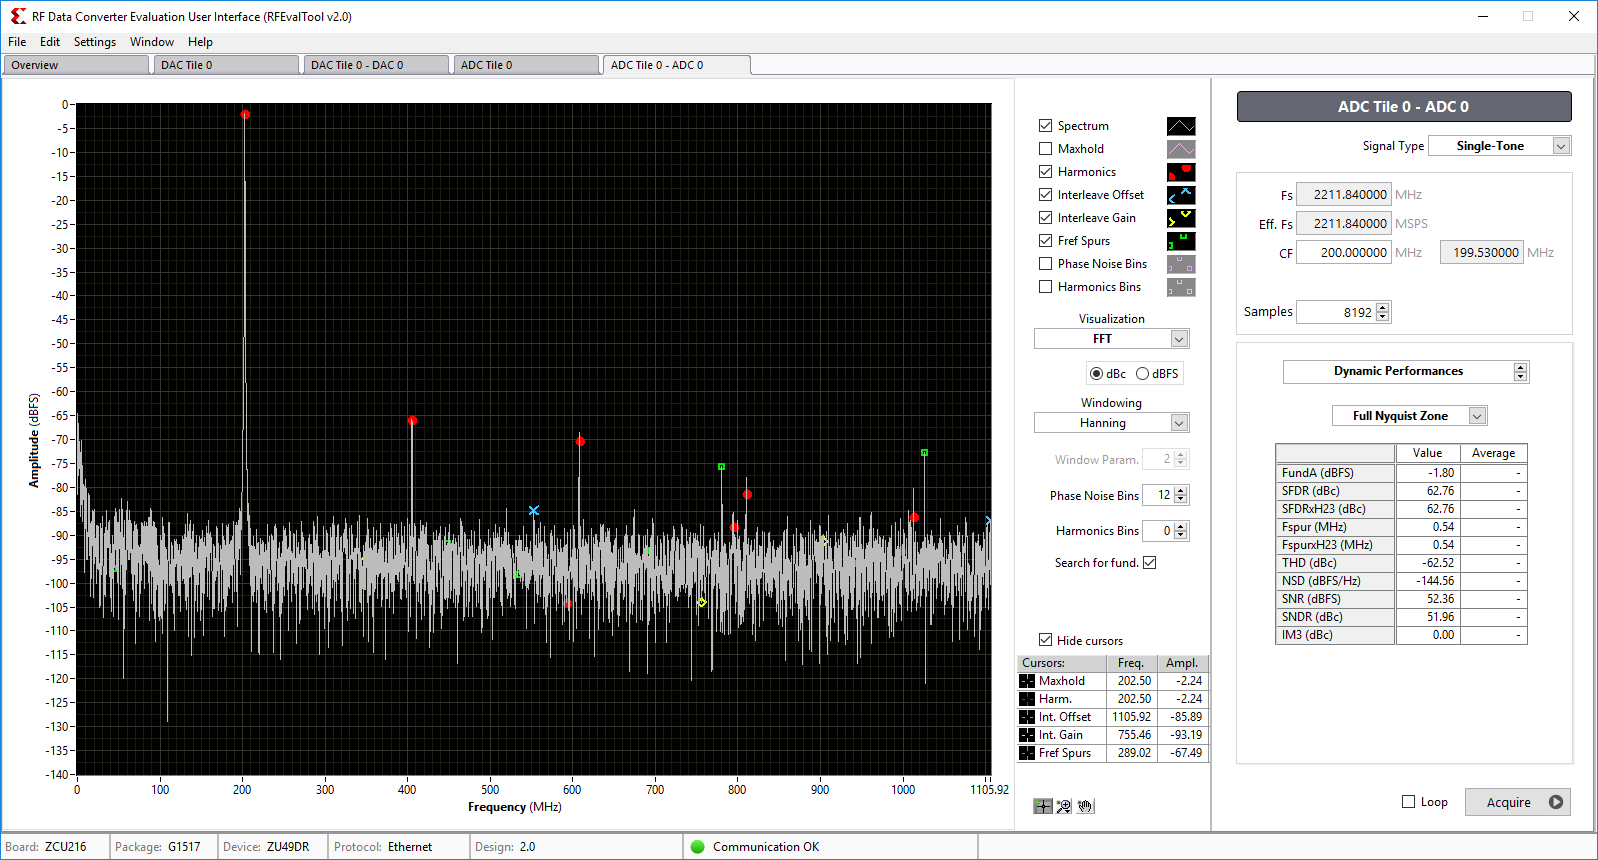 RF Data Converter Evaluation User Interface (RFEvalTool v2.0)
File Edit Settings Window Help
Overview DAC Tile 0 DAC Tile 0 - DAC 0 ADC Tile 0 ADC Tile 0 - ADC 0
0-
-5-
-10-
-15-
-20-
-25-
-30-
-35-
-40-
-45-
-50-
-55-
-60-
-65-
-70-
-75-
-80-
-85-
-90-
-95-
-100-
-105-
-110-
-115-
-120-
-125-
-130-
-135-
-140-
Amplitude (dBFS)
0 100 200 300 400 500 600 700 800 900 1000 1105.92
Frequency (MHz)
Spectrum
Maxhold
Harmonics
Interleave Offset
Interleave Gain
Fref Spurs
Phase Noise Bins
Harmonics Bins
Visualization
FFT
dBc dBFS
Windowing
Hanning
Window Param. 2
Phase Noise Bins 12
Harmonics Bins 0
Search for fund.
Hide cursors
Cursors: Freq. Ampl.
Maxhold 202.50 -2.24
Harm. 202.50 -2.24
Int. Offset 1105.92 -85.89
Int. Gain 755.46 -93.19
Fref Spurs 289.02 -67.49
ADC Tile 0 - ADC 0
Signal Type Single-Tone
Fs 2211.840000 MHz
Eff. Fs 2211.840000 MSPS
CF 200.000000 MHz 199.530000 MHz
Samples 8192
Dynamic Performances
Full Nyquist Zone
Value Average
FundA (dBFS) -1.80 -
SFDR (dBc) 62.76 -
SFDRxH23 (dBc) 62.76 -
Fspur (MHz) 0.54 -
FspurxH23 (MHz) 0.54 -
THD (dBc) -62.52 -
NSD (dBFS/Hz) -144.56 -
SNR (dBFS) 52.36 -
SNDR (dBc) 51.96 -
IM3 (dBc) 0.00 -
Loop Acquire
Board: ZCU216 Package: G1517 Device: ZU49DR Protocol: Ethernet Design: 2.0 Communication OK